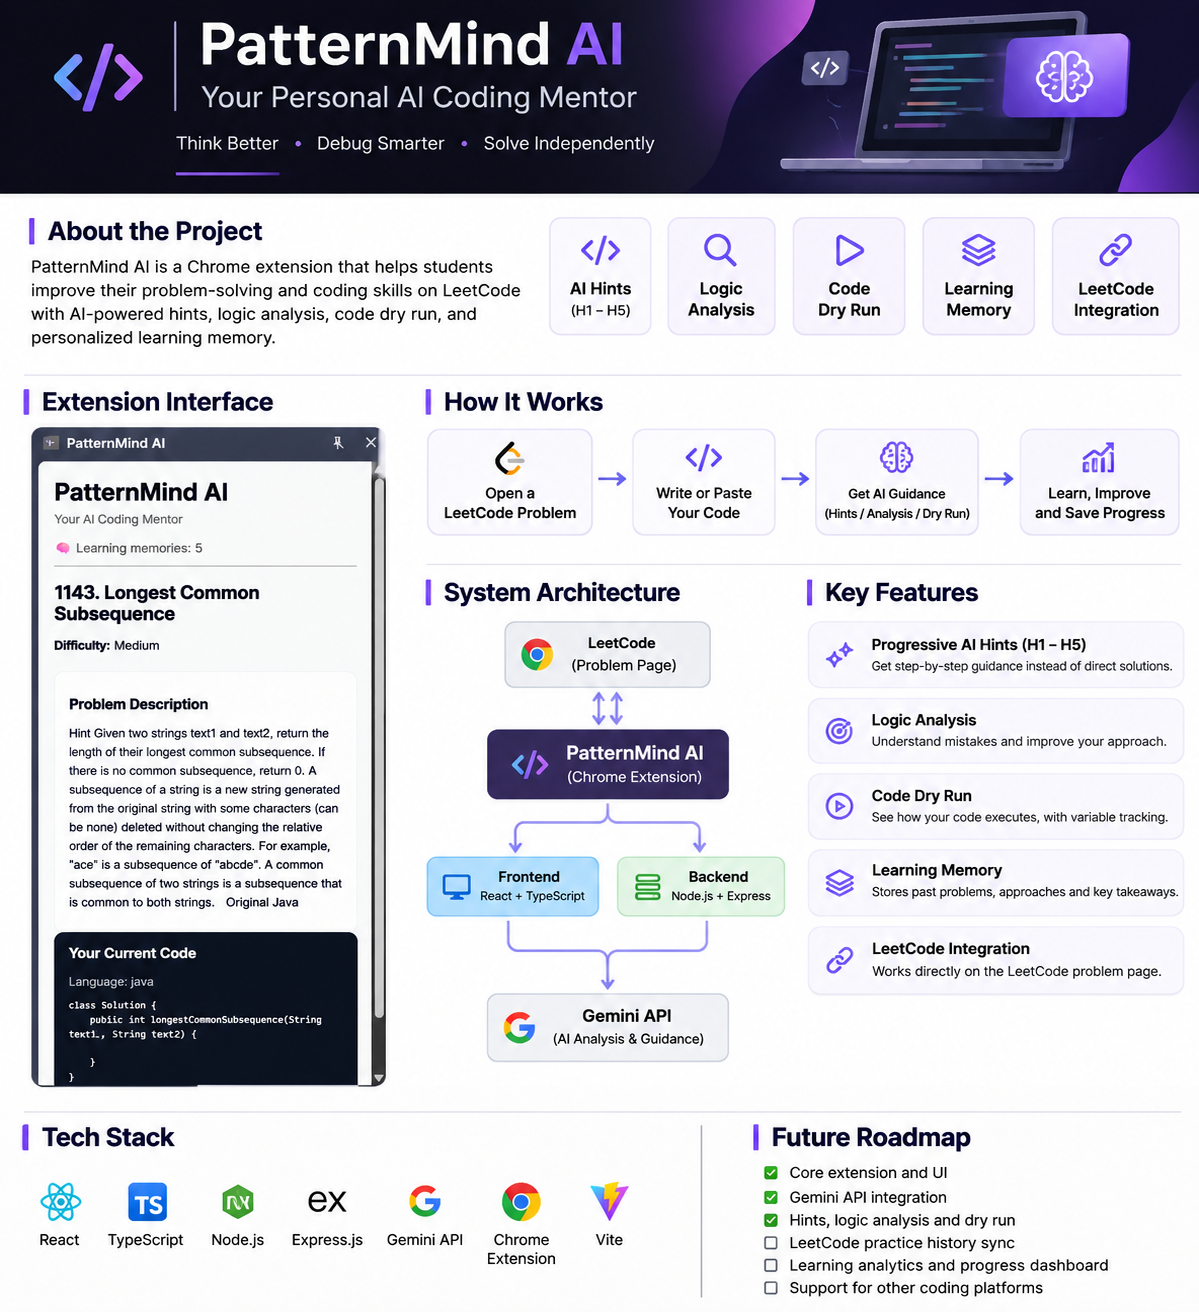 </>
PatternMind AI
Your Personal AI Coding Mentor
Think Better • Debug Smarter • Solve Independently
</>
About the Project
PatternMind AI is a Chrome extension that helps students
improve their problem-solving and coding skills on LeetCode
with AI-powered hints, logic analysis, code dry run, and
personalized learning memory.
</>
AI Hints
(H1 – H5)
Logic
Analysis
Code
Dry Run
Learning
Memory
LeetCode
Integration
Extension Interface
PatternMind AI
PatternMind AI
Your AI Coding Mentor
Learning memories: 5
1143. Longest Common
Subsequence
Difficulty: Medium
Problem Description
Hint Given two strings text1 and text2, return the
length of their longest common subsequence. If
there is no common subsequence, return 0. A
subsequence of a string is a new string generated
from the original string with some characters (can
be none) deleted without changing the relative
order of the remaining characters. For example,
"ace" is a subsequence of "abcde". A common
subsequence of two strings is a subsequence that
is common to both strings. Original Java
Your Current Code
Language: java
class Solution {
public int longestCommonSubsequence(String
text1, String text2) {
}
}
How It Works
Open a
LeetCode Problem
</>
Write or Paste
Your Code
Get AI Guidance
(Hints / Analysis / Dry Run)
Learn, Improve
and Save Progress
System Architecture
LeetCode
(Problem Page)
</>
PatternMind AI
(Chrome Extension)
Frontend
React + TypeScript
Backend
Node.js + Express
Gemini API
(AI Analysis & Guidance)
Key Features
Progressive AI Hints (H1 – H5)
Get step-by-step guidance instead of direct solutions.
Logic Analysis
Understand mistakes and improve your approach.
Code Dry Run
See how your code executes, with variable tracking.
Learning Memory
Stores past problems, approaches and key takeaways.
LeetCode Integration
Works directly on the LeetCode problem page.
Tech Stack
React
TS
TypeScript
Node.js
ex
Express.js
G
Gemini API
Chrome
Extension
Vite
Future Roadmap
Core extension and UI
Gemini API integration
Hints, logic analysis and dry run
LeetCode practice history sync
Learning analytics and progress dashboard
Support for other coding platforms